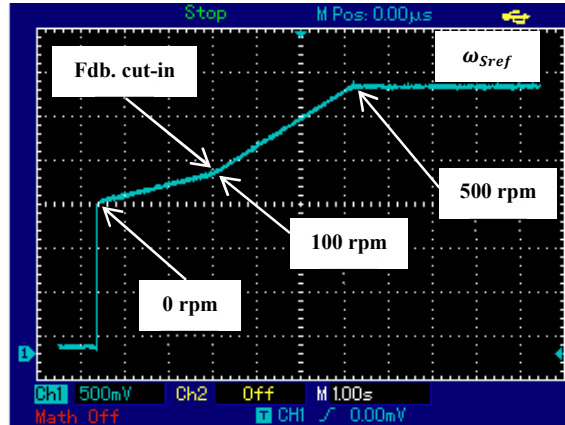 Stop M Pos: 0.00µs
ω_Sref
Fdb. cut-in
500 rpm
100 rpm
0 rpm
1
Ch1 500mV Ch2 Off M 1.00s
Math Off T CH1 0.00mV